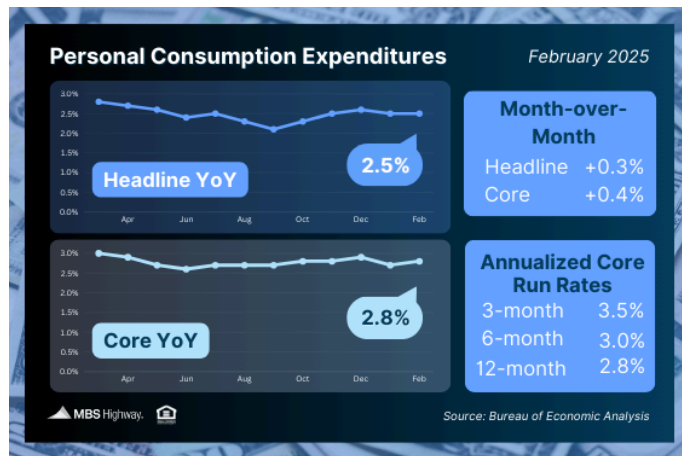 Personal Consumption Expenditures
February 2025
3.0%
2.5%
2.0%
1.5%
1.0%
0.5%
0.0%
Headline YoY
2.5%
Apr Jun Aug Oct Dec Feb
Month-over-
Month
Headline +0.3%
Core +0.4%
3.0%
2.5%
2.0%
1.5%
1.0%
0.5%
0.0%
Core YoY
2.8%
Apr Jun Aug Oct Dec Feb
Annualized Core
Run Rates
3-month 3.5%
6-month 3.0%
12-month 2.8%
MBS Highway.
Source: Bureau of Economic Analysis